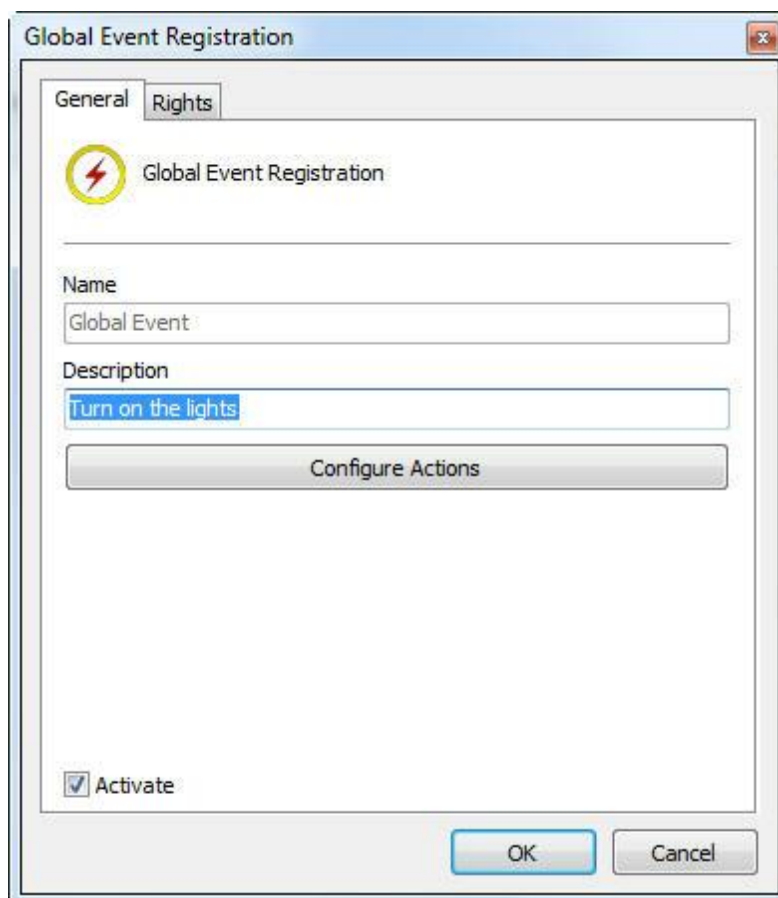 Global Event Registration
General Rights
Global Event Registration
Name
Global Event
Description
Turn on the lights
Configure Actions
Activate
OK Cancel